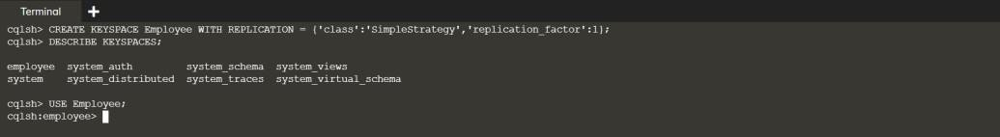 Terminal +
cqlsh> CREATE KEYSPACE Employee WITH REPLICATION = {'class':'SimpleStrategy','replication_factor':1};
cqlsh> DESCRIBE KEYSPACES;
employee system_auth system_schema system_views
system system_distributed system_traces system_virtual_schema
cqlsh> USE Employee;
cqlsh:employee>